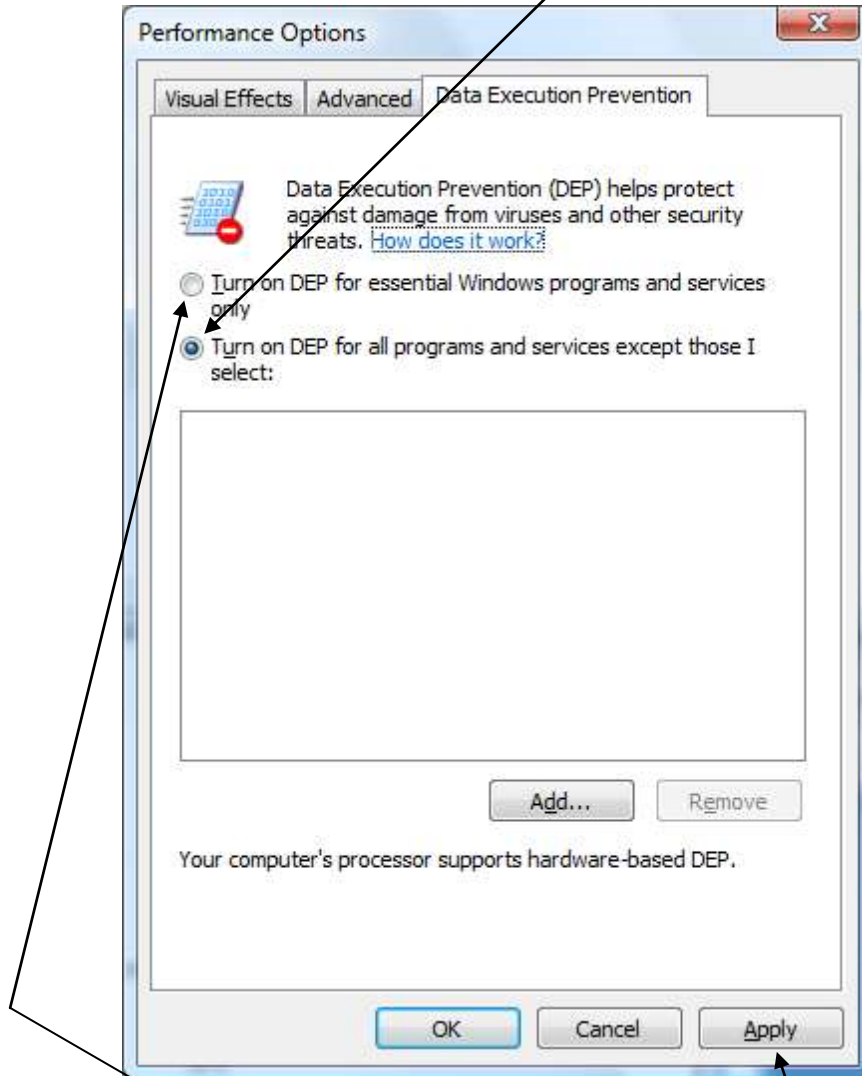 Performance Options
Visual Effects
Advanced
Data Execution Prevention
Data Execution Prevention (DEP) helps protect
against damage from viruses and other security
threats. How does it work?
Turn on DEP for essential Windows programs and services
only
Turn on DEP for all programs and services except those I
select:
Add...
Remove
Your computer's processor supports hardware-based DEP.
OK
Cancel
Apply